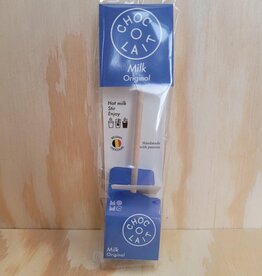 CHOC
O
LAIT
Milk
Original
Hot milk
Stir
Enjoy
Handmade
with passion
CHOC
O
LAIT
Milk
Original